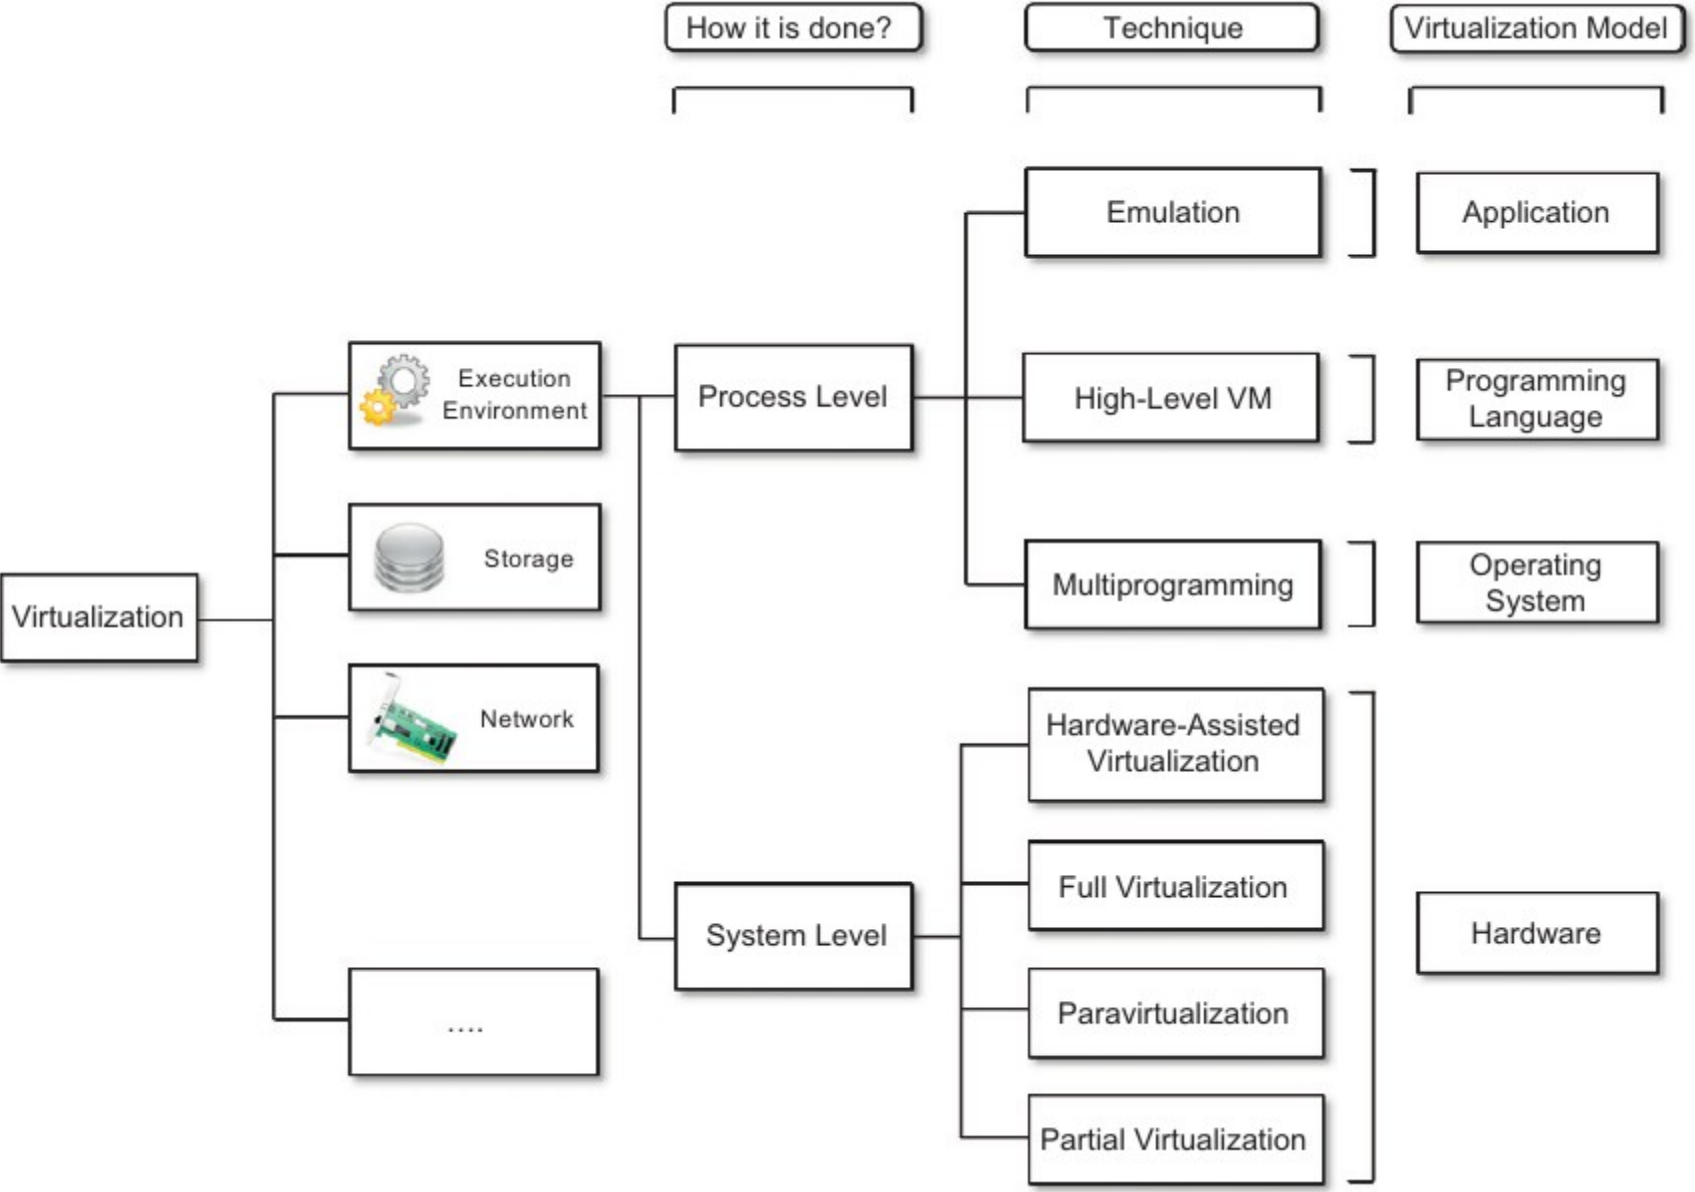 How it is done?
Technique
Virtualization Model
Emulation
Application
Execution
Environment
Process Level
High-Level VM
Programming
Language
Storage
Multiprogramming
Operating
System
Virtualization
Network
Hardware-Assisted
Virtualization
Full Virtualization
System Level
Hardware
....
Paravirtualization
Partial Virtualization